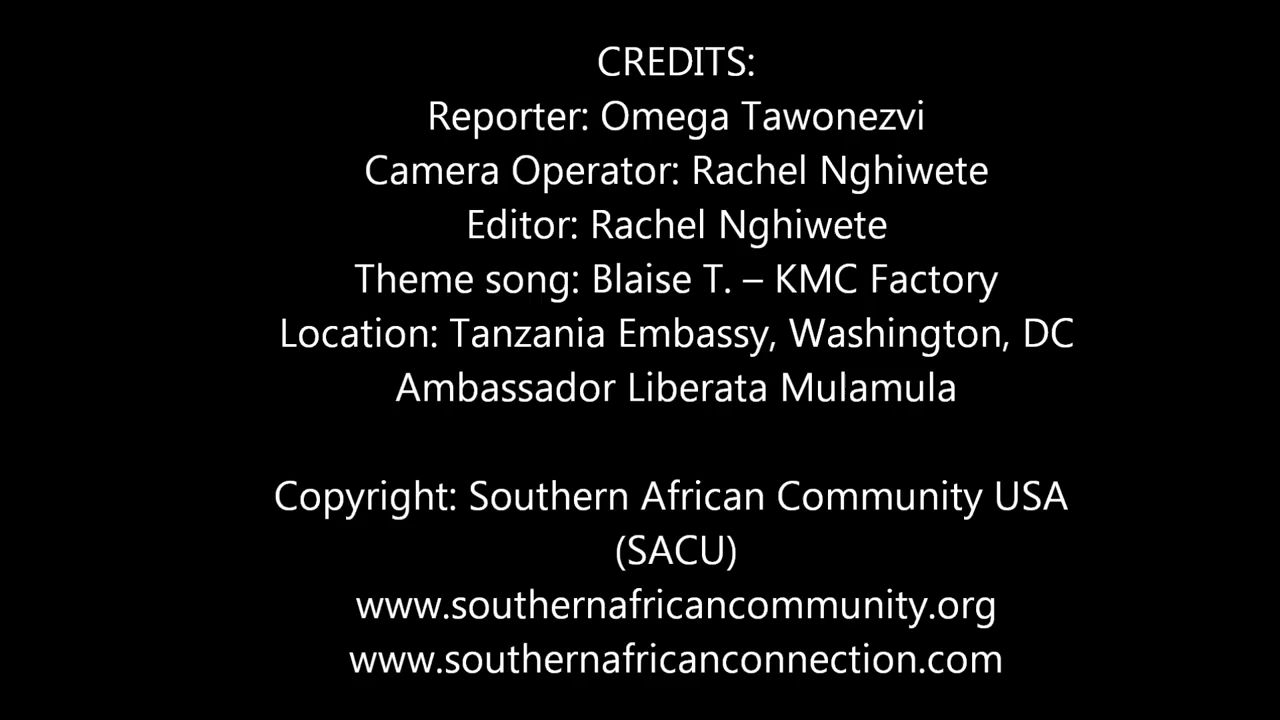 CREDITS:
Reporter: Omega Tawonezvi
Camera Operator: Rachel Nghiwete
Editor: Rachel Nghiwete
Theme song: Blaise T. – KMC Factory
Location: Tanzania Embassy, Washington, DC
Ambassador Liberata Mulamula
Copyright: Southern African Community USA
(SACU)
www.southernafricancommunity.org
www.southernafricanconnection.com